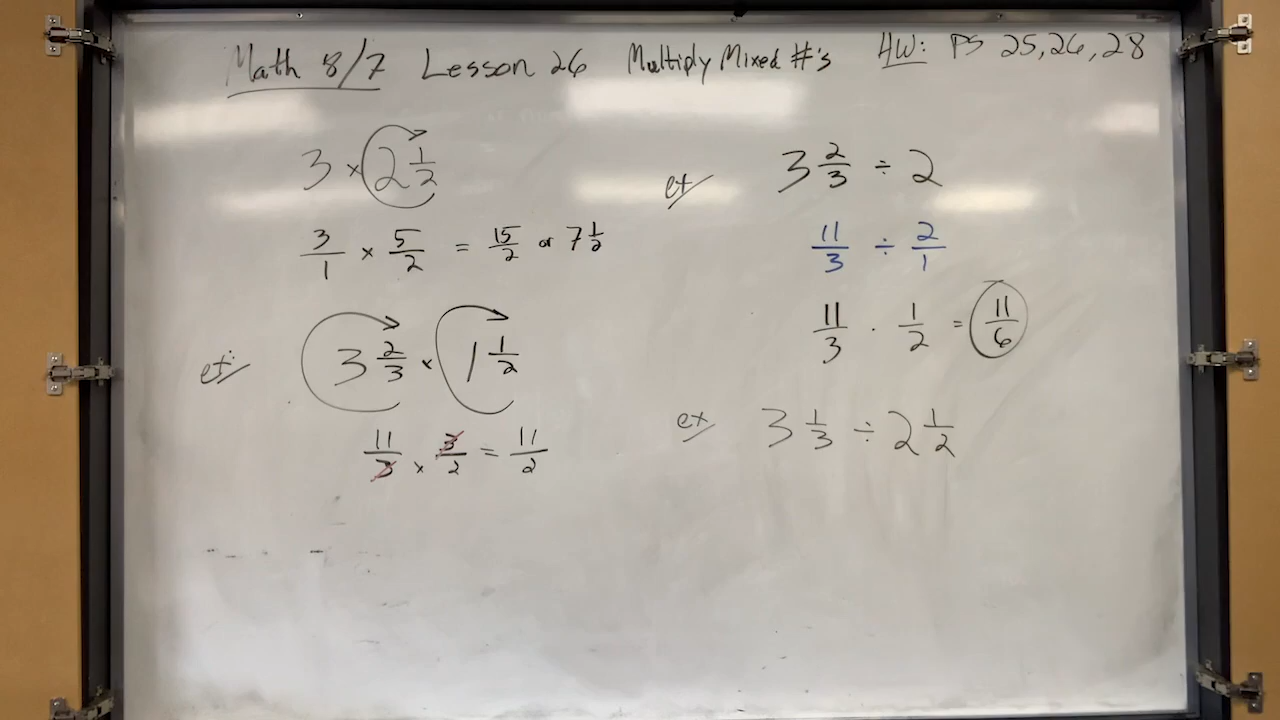 Math 8/7 Lesson 26 Multiply Mixed #'s HW: PS 25, 26, 28
3 × 2 1/2
3/1 × 5/2 = 15/2 or 7 1/2
ex: 3 2/3 × 1 1/2
11/3 × 3/2 = 11/2
ex 3 2/3 ÷ 2
11/3 ÷ 2/1
11/3 · 1/2 = 11/6
ex 3 1/3 ÷ 2 1/2